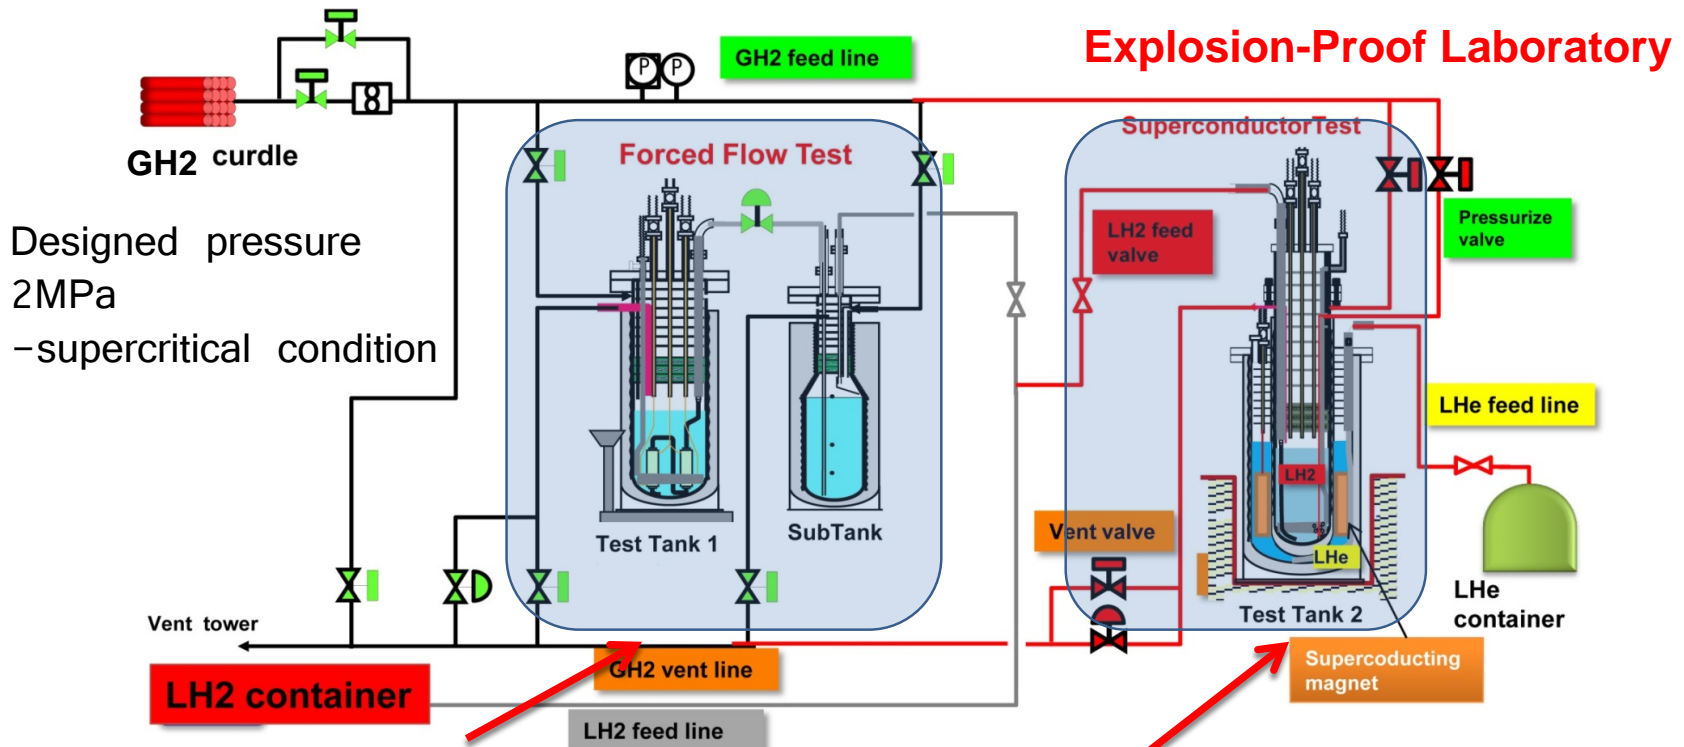 Explosion-Proof Laboratory
GH2 feed line
P P
8
GH2 curdle
SuperconductorTest
Forced Flow Test
Designed pressure
2MPa
−supercritical condition
LH2 feed
valve
Pressurize
valve
LHe feed line
LH2
Vent valve
SubTank
Test Tank 1
LHe
LHe
container
Test Tank 2
Vent tower
GH2 vent line
Supercoducting
magnet
LH2 container
LH2 feed line